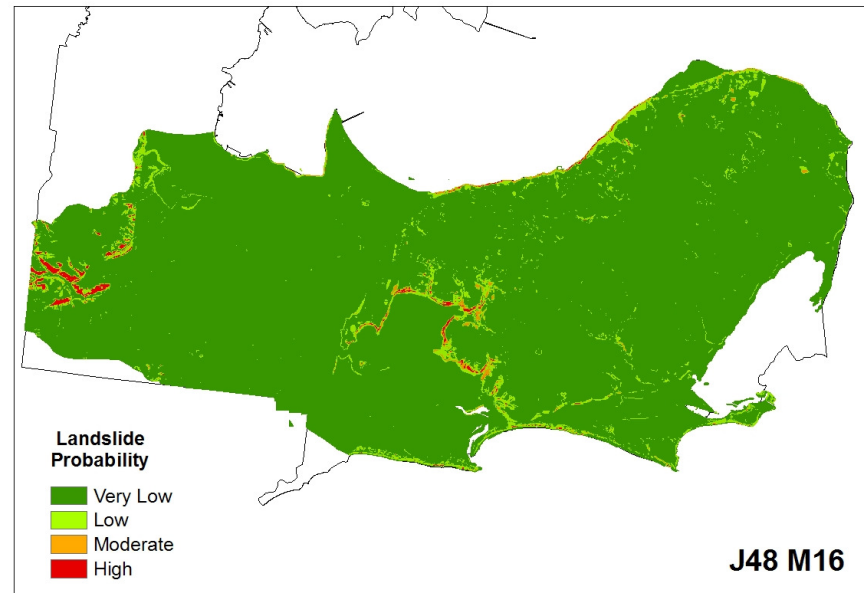 Landslide
Probability
Very Low
Low
Moderate
High
J48 M16